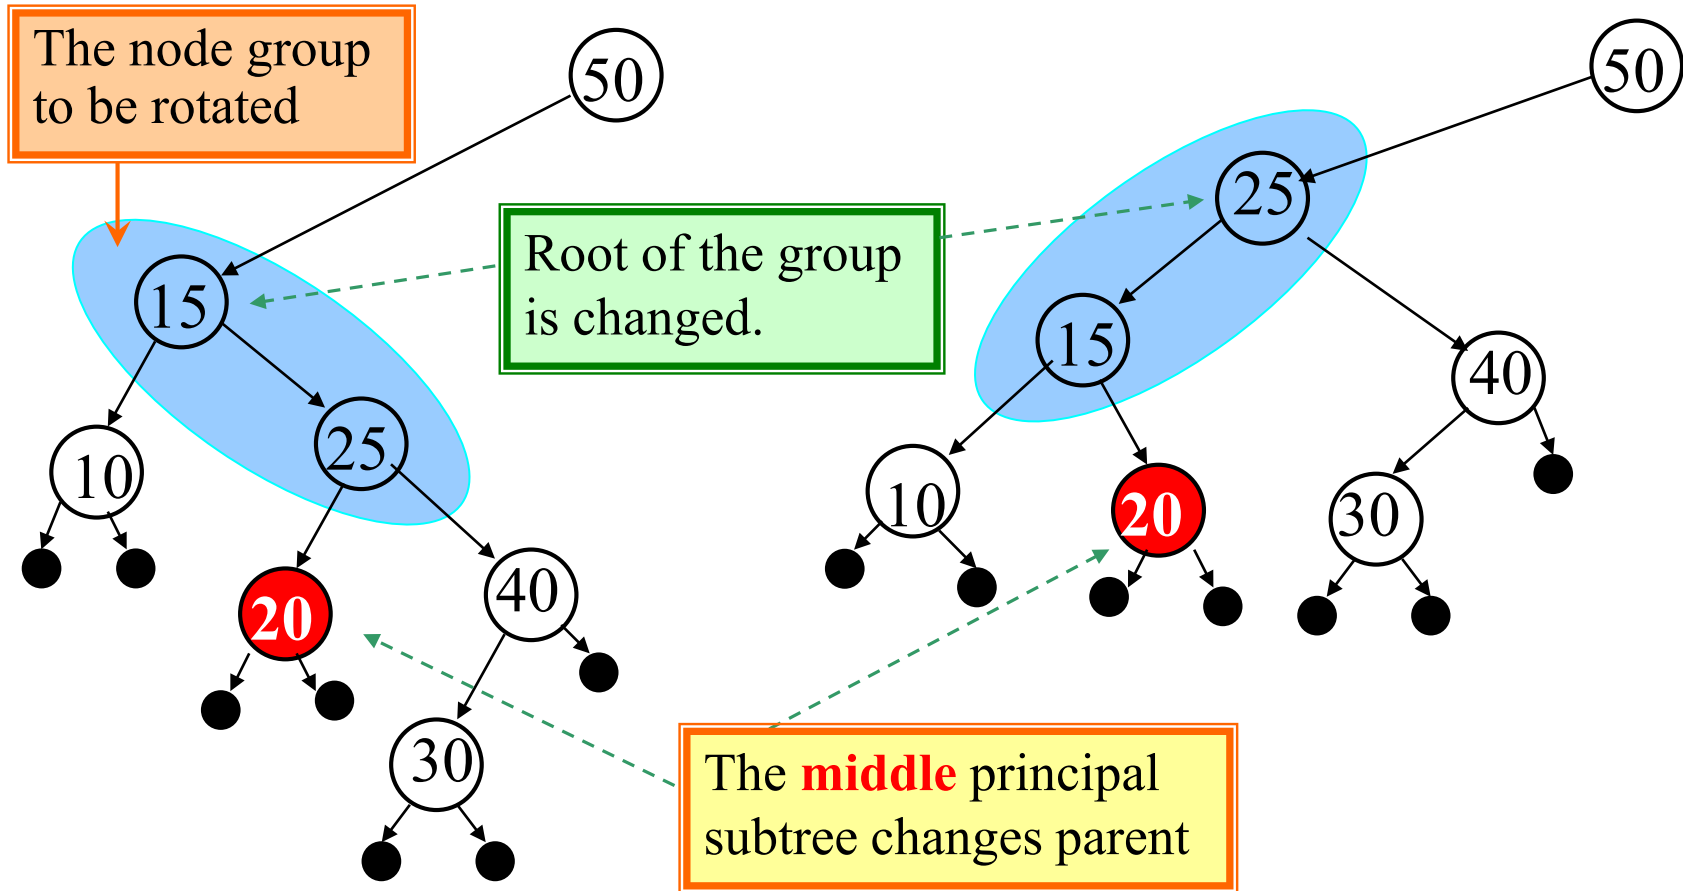 The node group
to be rotated
50
50
25
Root of the group
is changed.
15
15
40
25
10
10
20
30
40
20
30
The middle principal
subtree changes parent